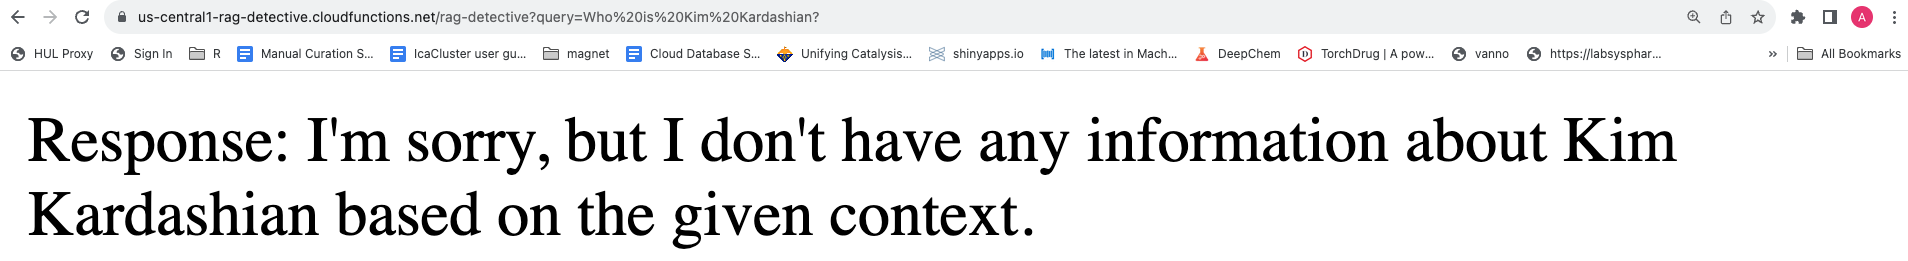 us-central1-rag-detective.cloudfunctions.net/rag-detective?query=Who%20is%20Kim%20Kardashian?
A
HUL Proxy Sign In R Manual Curation S... IcaCluster user gu... magnet Cloud Database S... Unifying Catalysis... shinyapps.io The latest in Mach... DeepChem TorchDrug | A pow... vanno https://labsysphar... » All Bookmarks
Response: I'm sorry, but I don't have any information about Kim
Kardashian based on the given context.